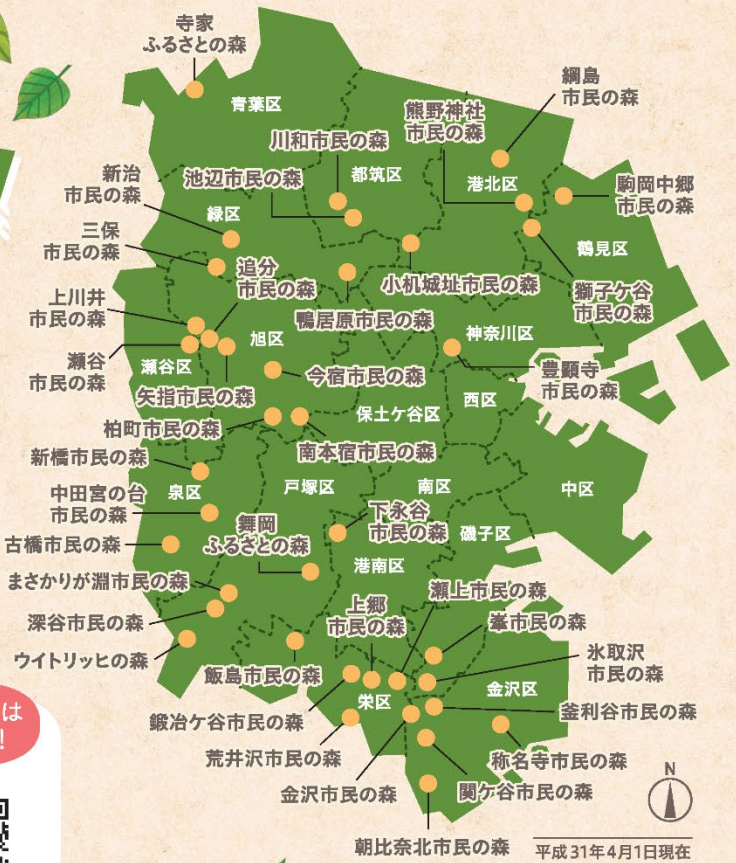 寺家
ふるさとの森
青葉区
綱島
市民の森
熊野神社
市民の森
川和市民の森
都筑区
港北区
池辺市民の森
新治
市民の森
緑区
駒岡中郷
市民の森
鶴見区
三保
市民の森
追分
市民の森
小机城址市民の森
獅子ケ谷
市民の森
上川井
市民の森
鴨居原市民の森
旭区
神奈川区
瀬谷
市民の森
瀬谷区
今宿市民の森
豊顕寺
市民の森
矢指市民の森
西区
柏町市民の森
保土ケ谷区
南本宿市民の森
新橋市民の森
泉区
戸塚区
南区
中区
中田宮の台
市民の森
下永谷
市民の森
舞岡
ふるさとの森
磯子区
古橋市民の森
港南区
まさかりが淵市民の森
瀬上市民の森
上郷
市民の森
深谷市民の森
峯市民の森
ウイトリッヒの森
氷取沢
市民の森
飯島市民の森
栄区
金沢区
鍛冶ケ谷市民の森
釜利谷市民の森
荒井沢市民の森
称名寺市民の森
金沢市民の森
関ケ谷市民の森
朝比奈北市民の森
N
平成31年4月1日現在
は
!